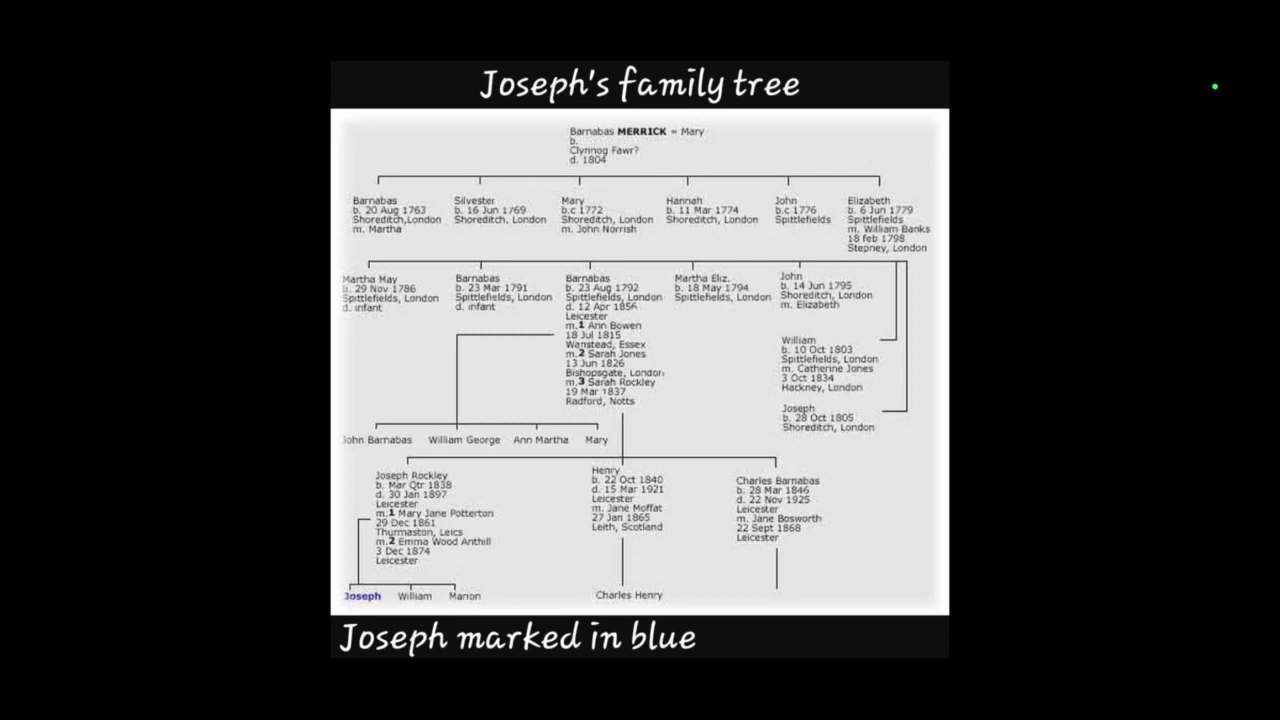 Joseph's family tree
Barnabas MERRICK = Mary
b.
Clynnog Fawr?
d. 1804
Barnabas
b. 20 Aug 1763
Shoreditch,London
m. Martha
Silvester
b. 16 Jun 1769
Shoreditch, London
Mary
b.c 1772
Shoreditch, London
m. John Norrish
Hannah
b. 11 Mar 1774
Shoreditch, London
John
b.c 1776
Spittlefields
Elizabeth
b. 6 Jun 1779
Spittlefields
m. William Banks
18 feb 1798
Stepney, London
Martha May
b. 29 Nov 1786
Spittlefields, London
d. infant
Barnabas
b. 23 Mar 1791
Spittlefields, London
d. infant
Barnabas
b. 23 Aug 1792
Spittlefields, London
d. 12 Apr 1856
Leicester
m.1 Ann Bowen
18 Jul 1815
Wanstead, Essex
m.2 Sarah Jones
13 Jun 1826
Bishopsgate, London
m.3 Sarah Rockley
19 Mar 1837
Radford, Notts
Martha Eliz.
b. 18 May 1794
Spittlefields, London
John
b. 14 Jun 1795
Shoreditch, London
m. Elizabeth
William
b. 10 Oct 1803
Spittlefields, London
m. Catherine Jones
3 Oct 1834
Hackney, London
Joseph
b. 28 Oct 1805
Shoreditch, London
John Barnabas
William George
Ann Martha
Mary
Joseph Rockley
b. Mar Qtr 1838
d. 30 Jan 1897
Leicester
m.1 Mary Jane Potterton
29 Dec 1861
Thurmaston, Leics
m.2 Emma Wood Anthill
3 Dec 1874
Leicester
Henry
b. 22 Oct 1840
d. 15 Mar 1921
Leicester
m. Jane Moffat
27 Jan 1865
Leith, Scotland
Charles Barnabas
b. 28 Mar 1846
d. 22 Nov 1925
Leicester
m. Jane Bosworth
22 Sept 1868
Leicester
Joseph
William
Marion
Charles Henry
Joseph marked in blue